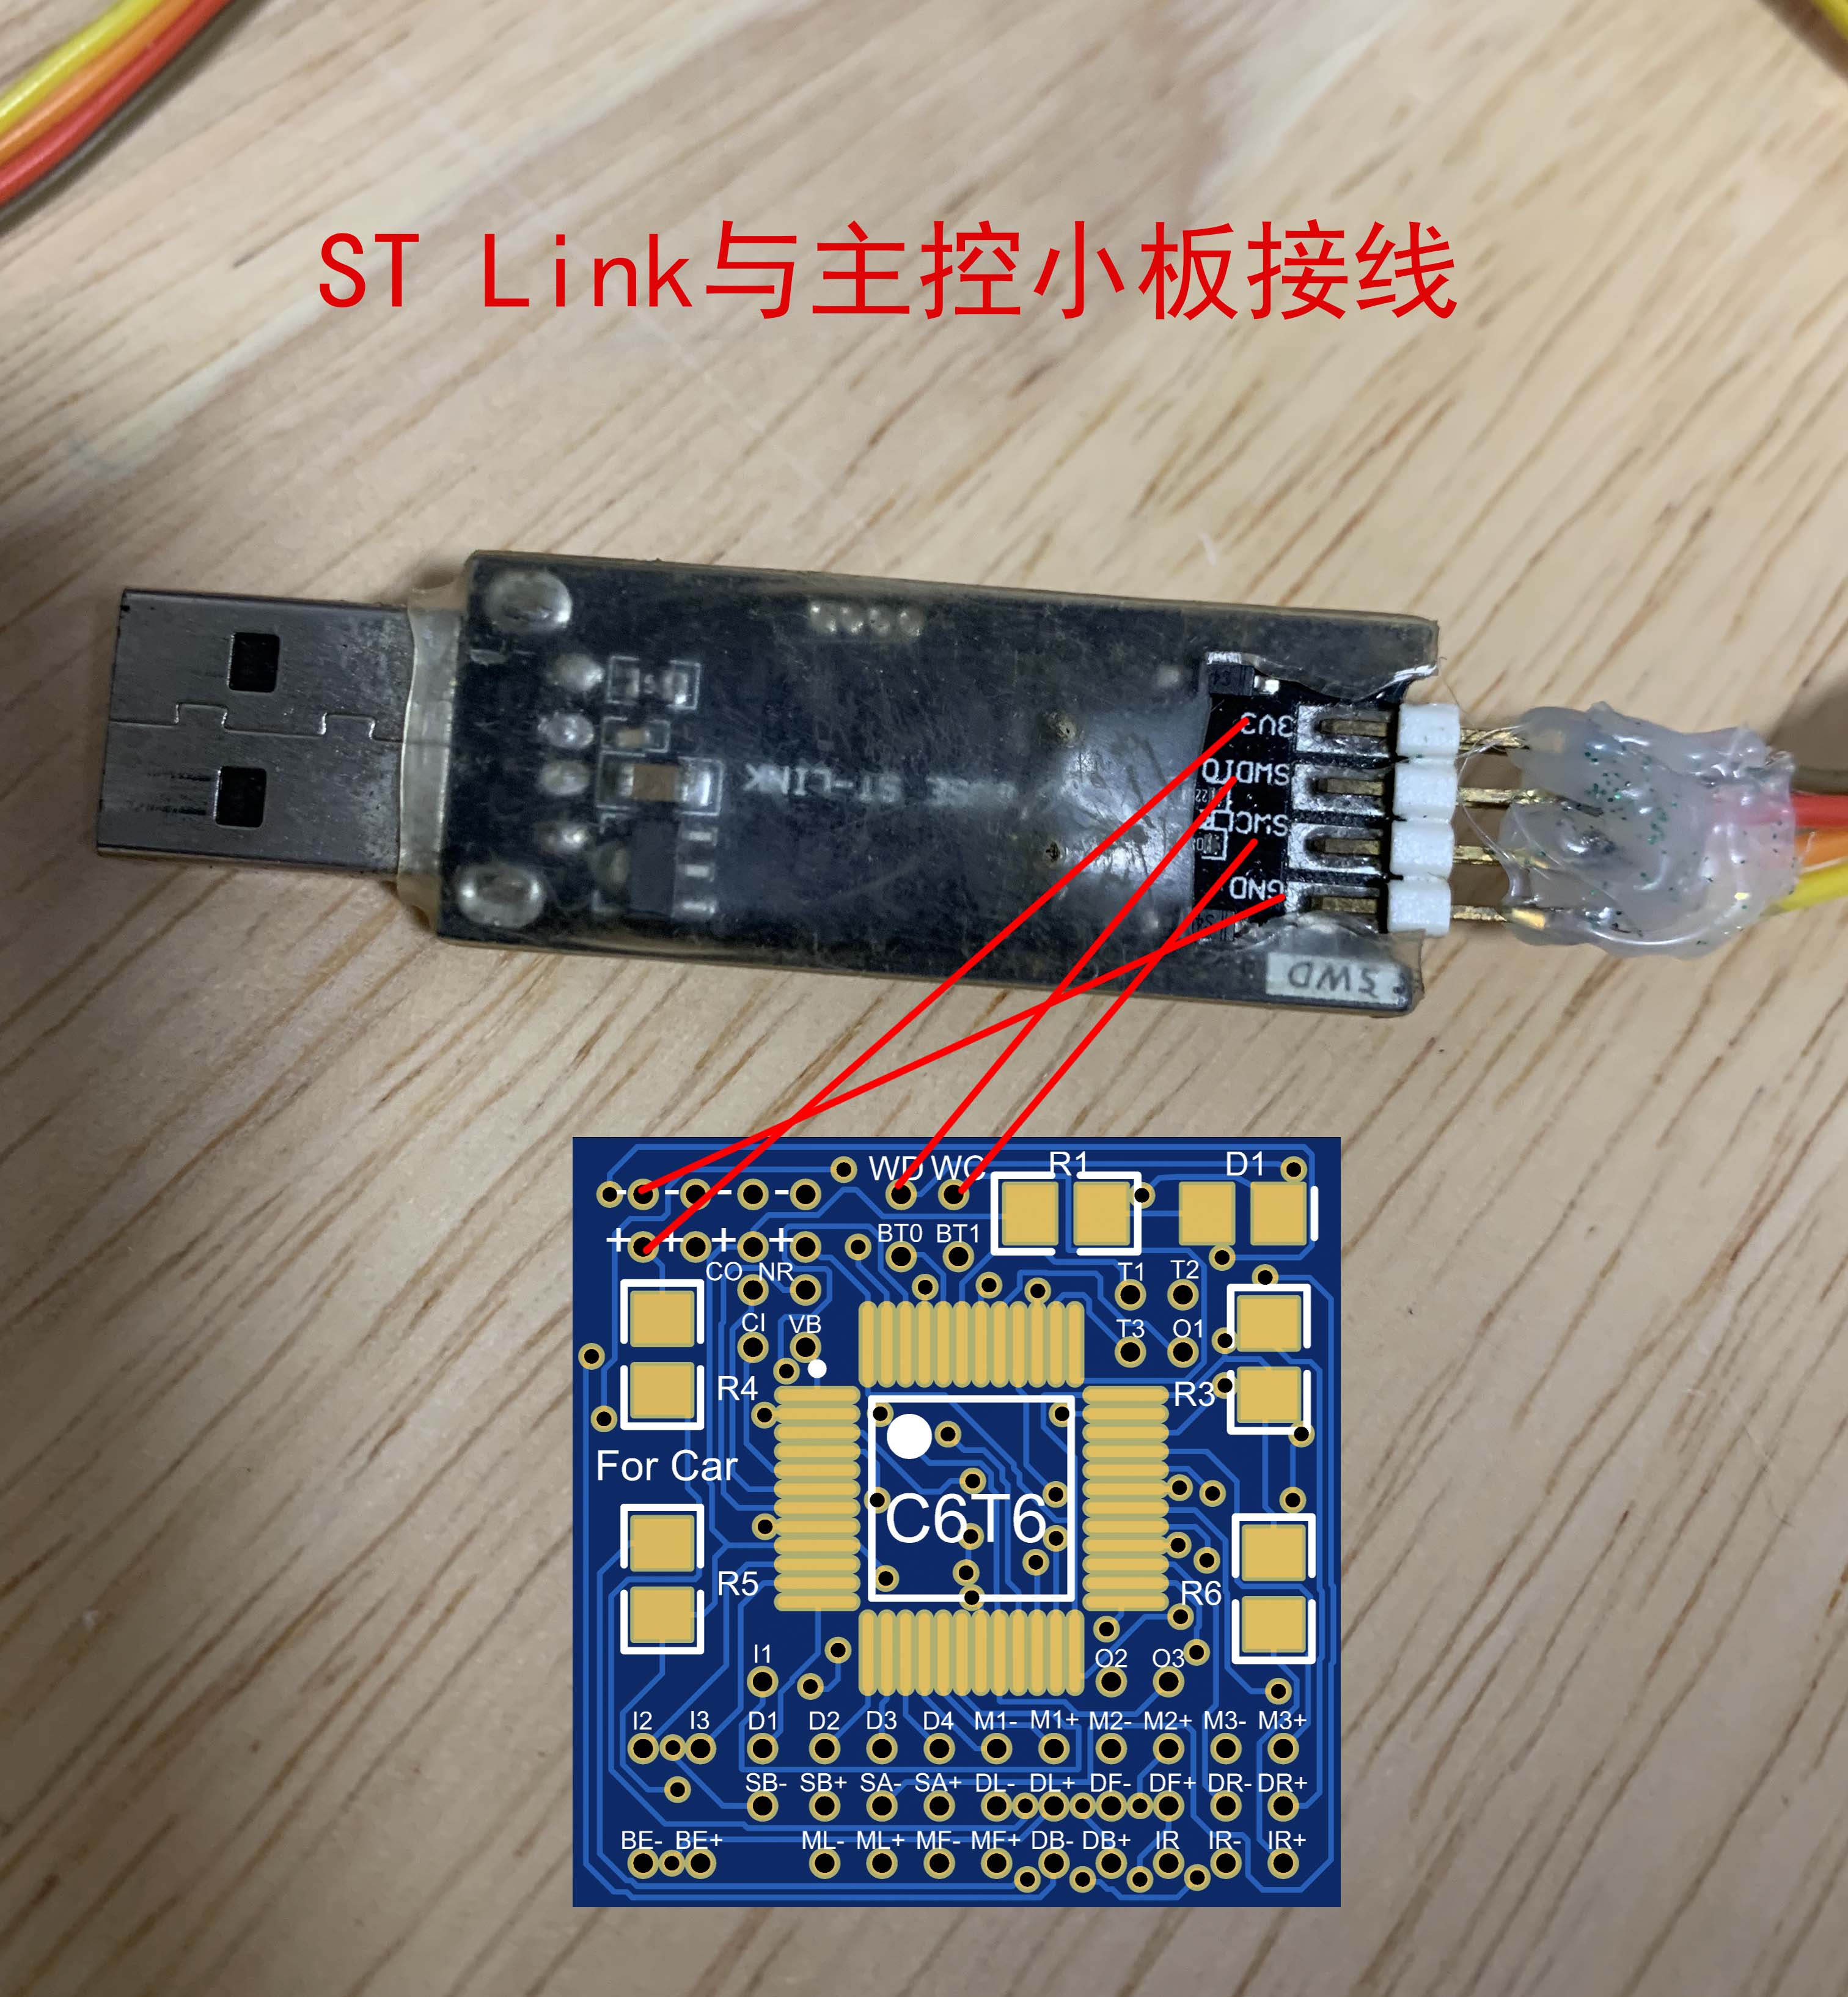 ST Link与主控小板接线
3V3
SWDIO
SWCL
GND
ST-LINK
SWD
WD WC R1 D1
- - - -
BT0 BT1
+ + + +
CO NR T1 T2
CI VB T3 O1
R4 R3
For Car
C6T6
R5 R6
I1 O2 O3
I2 I3 D1 D2 D3 D4 M1- M1+ M2- M2+ M3- M3+
SB- SB+ SA- SA+ DL- DL+ DF- DF+ DR- DR+
BE- BE+ ML- ML+ MF- MF+ DB- DB+ IR IR- IR+